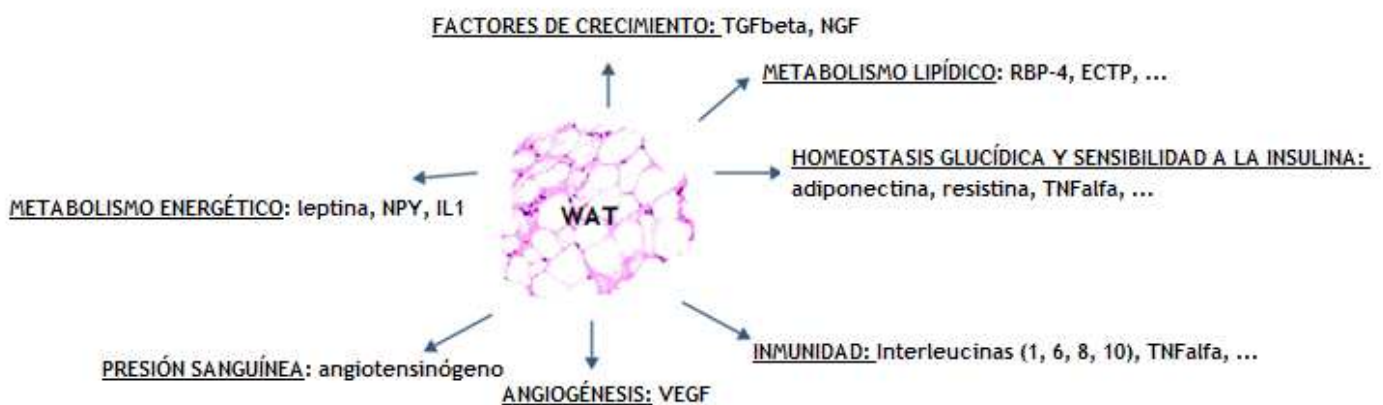 FACTORES DE CRECIMIENTO: TGFbeta, NGF
METABOLISMO LIPÍDICO: RBP-4, ECTP, ...
HOMEOSTASIS GLUCÍDICA Y SENSIBILIDAD A LA INSULINA:
adiponectina, resistina, TNFalfa, ...
METABOLISMO ENERGÉTICO: leptina, NPY, IL1
WAT
INMUNIDAD: Interleucinas (1, 6, 8, 10), TNFalfa, ...
PRESIÓN SANGUÍNEA: angiotensinógeno
ANGIOGÉNESIS: VEGF